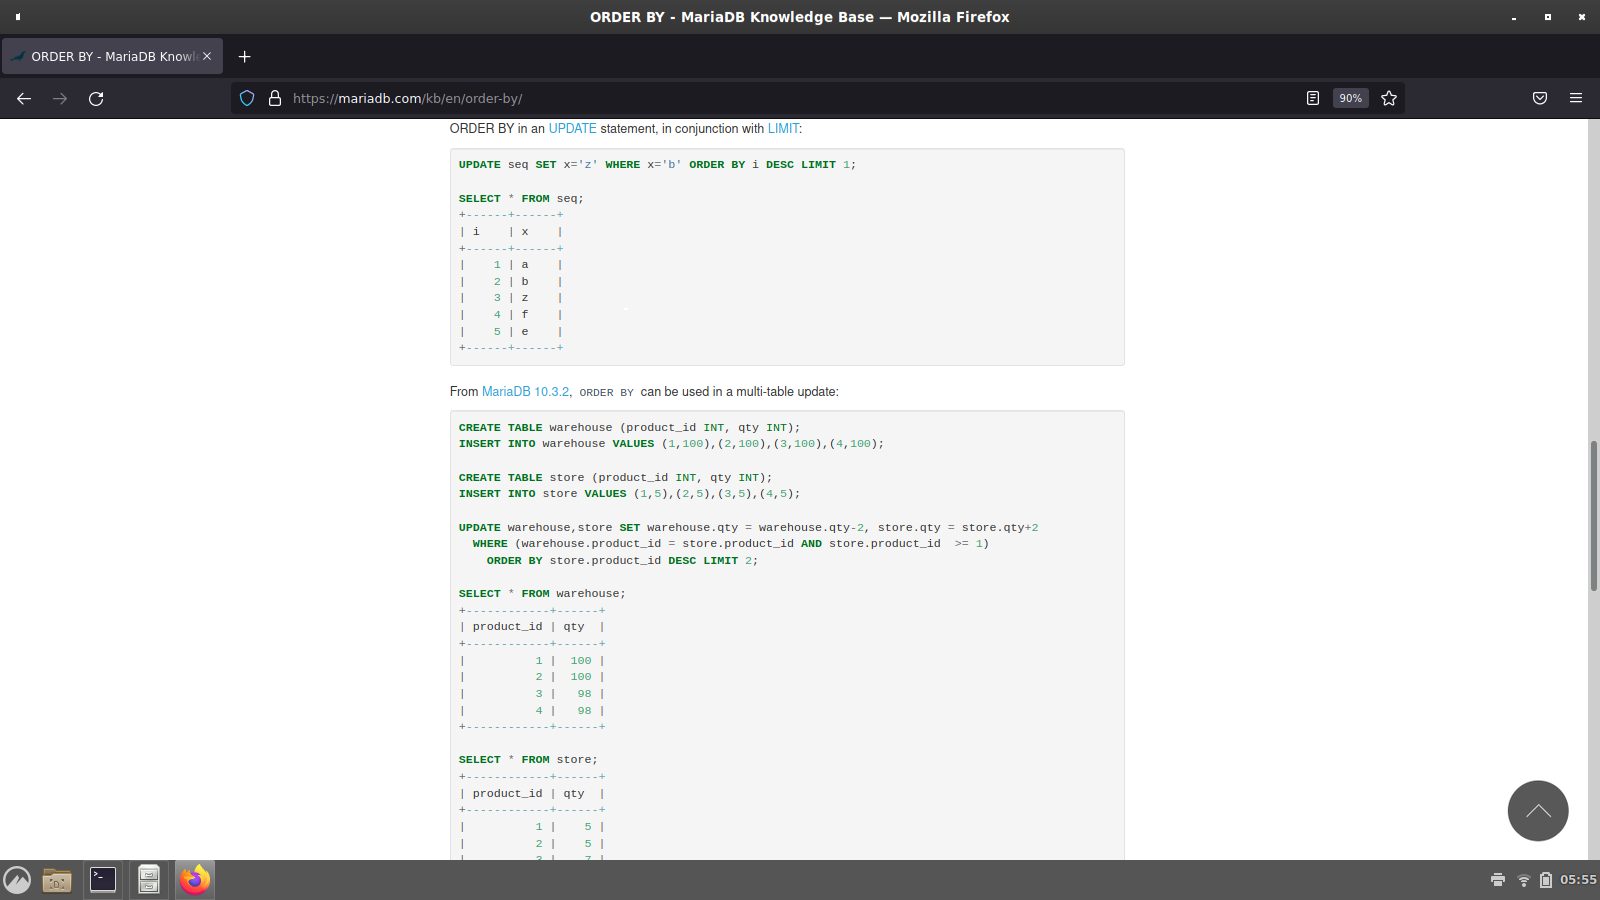 ORDER BY - MariaDB Knowledge Base — Mozilla Firefox
ORDER BY - MariaDB Knowle
https://mariadb.com/kb/en/order-by/
90%
ORDER BY in an UPDATE statement, in conjunction with LIMIT:
UPDATE seq SET x='z' WHERE x='b' ORDER BY i DESC LIMIT 1;
SELECT * FROM seq;
+------+------+
| i    | x    |
+------+------+
|    1 | a    |
|    2 | b    |
|    3 | z    |
|    4 | f    |
|    5 | e    |
+------+------+
From MariaDB 10.3.2, ORDER BY can be used in a multi-table update:
CREATE TABLE warehouse (product_id INT, qty INT);
INSERT INTO warehouse VALUES (1,100),(2,100),(3,100),(4,100);
CREATE TABLE store (product_id INT, qty INT);
INSERT INTO store VALUES (1,5),(2,5),(3,5),(4,5);
UPDATE warehouse,store SET warehouse.qty = warehouse.qty-2, store.qty = store.qty+2
  WHERE (warehouse.product_id = store.product_id AND store.product_id  >= 1)
    ORDER BY store.product_id DESC LIMIT 2;
SELECT * FROM warehouse;
+------------+------+
| product_id | qty  |
+------------+------+
|          1 |  100 |
|          2 |  100 |
|          3 |   98 |
|          4 |   98 |
+------------+------+
SELECT * FROM store;
+------------+------+
| product_id | qty  |
+------------+------+
|          1 |    5 |
|          2 |    5 |
|          3 |    7 |
05:55